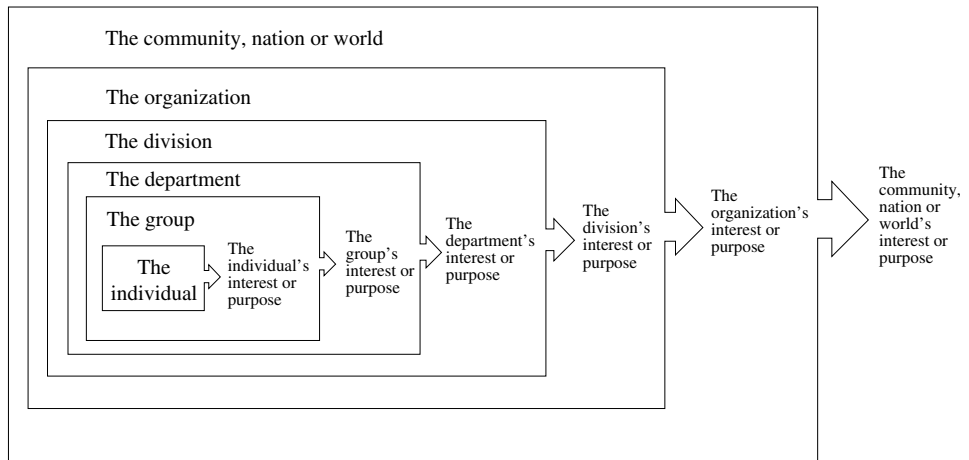 The community, nation or world
The organization
The division
The department
The group
The
individual
The
individual's
interest or
purpose
The
group's
interest or
purpose
The
department's
interest or
purpose
The
division's
interest or
purpose
The
organization's
interest or
purpose
The
community,
nation or
world's
interest or
purpose